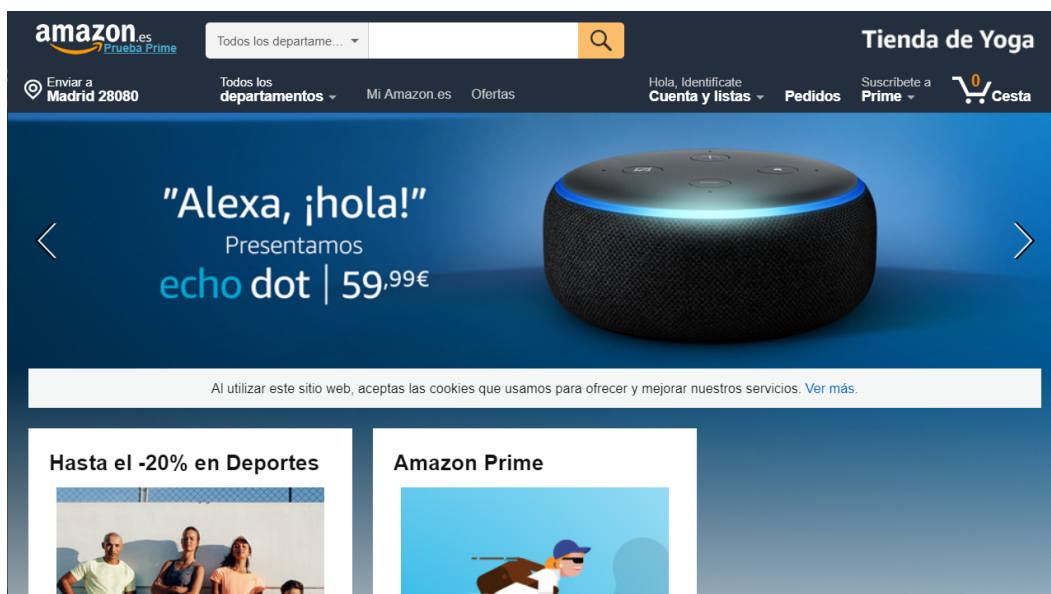 amazon.es
Prueba Prime
Todos los departame...
Tienda de Yoga
Enviar a
Madrid 28080
Todos los
departamentos
Mi Amazon.es
Ofertas
Hola, Identifícate
Cuenta y listas
Pedidos
Suscríbete a
Prime
0
Cesta
"Alexa, ¡hola!"
Presentamos
echo dot | 59,99€
Al utilizar este sitio web, aceptas las cookies que usamos para ofrecer y mejorar nuestros servicios. Ver más.
Hasta el -20% en Deportes
Amazon Prime